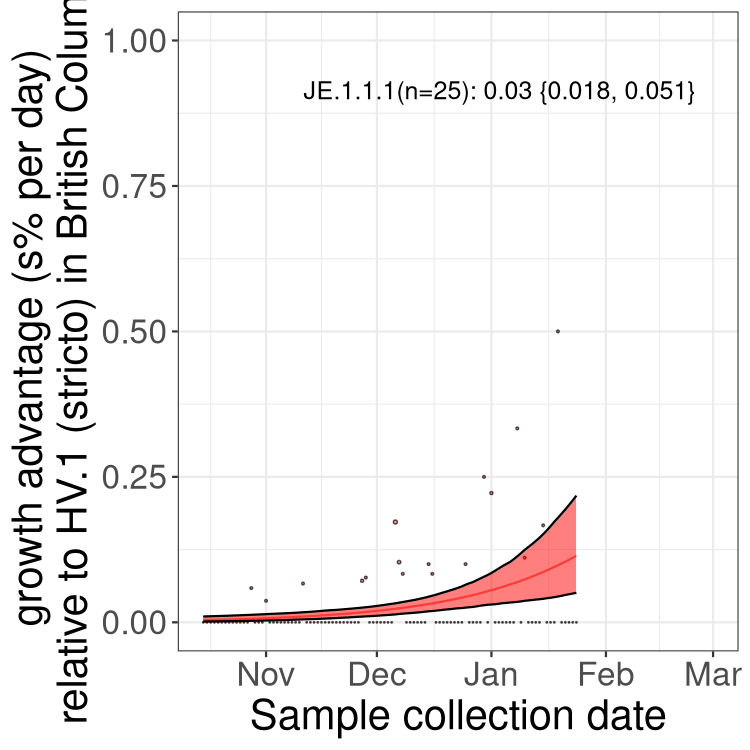 growth advantage (s% per day)
relative to HV.1 (stricto) in British Colum
1.00
0.75
0.50
0.25
0.00
JE.1.1.1(n=25): 0.03 {0.018, 0.051}
Nov Dec Jan Feb Mar
Sample collection date